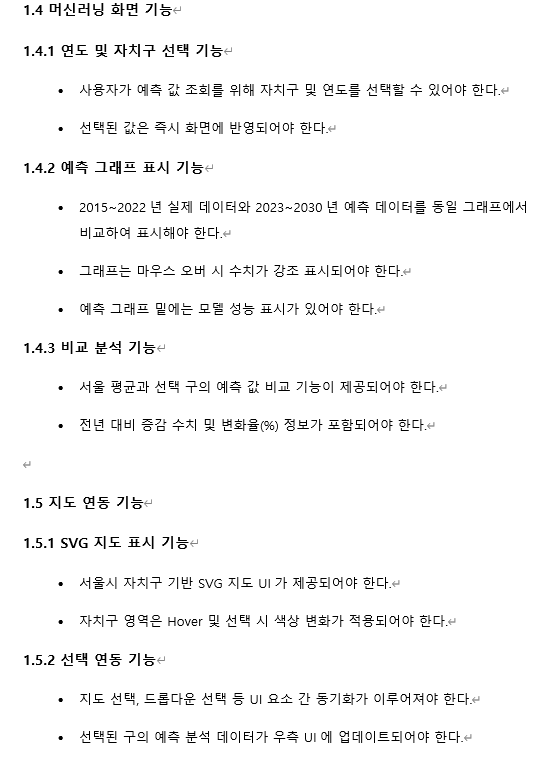 1.4 머신러닝 화면 기능↵
1.4.1 연도 및 자치구 선택 기능↵
• 사용자가 예측 값 조회를 위해 자치구 및 연도를 선택할 수 있어야 한다.↵
• 선택된 값은 즉시 화면에 반영되어야 한다.↵
1.4.2 예측 그래프 표시 기능↵
• 2015~2022 년 실제 데이터와 2023~2030 년 예측 데이터를 동일 그래프에서
비교하여 표시해야 한다.↵
• 그래프는 마우스 오버 시 수치가 강조 표시되어야 한다.↵
• 예측 그래프 밑에는 모델 성능 표시가 있어야 한다.↵
1.4.3 비교 분석 기능↵
• 서울 평균과 선택 구의 예측 값 비교 기능이 제공되어야 한다.↵
• 전년 대비 증감 수치 및 변화율(%) 정보가 포함되어야 한다.↵
↵
1.5 지도 연동 기능↵
1.5.1 SVG 지도 표시 기능↵
• 서울시 자치구 기반 SVG 지도 UI 가 제공되어야 한다.↵
• 자치구 영역은 Hover 및 선택 시 색상 변화가 적용되어야 한다.↵
1.5.2 선택 연동 기능↵
• 지도 선택, 드롭다운 선택 등 UI 요소 간 동기화가 이루어져야 한다.↵
• 선택된 구의 예측 분석 데이터가 우측 UI 에 업데이트되어야 한다.↵